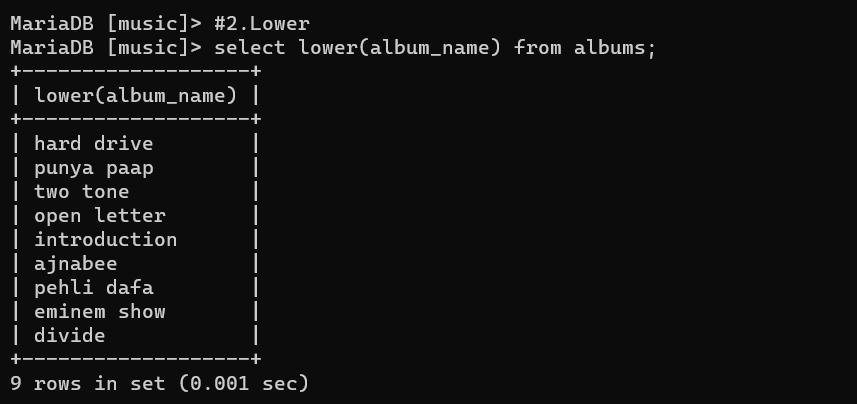 MariaDB [music]> #2.Lower
MariaDB [music]> select lower(album_name) from albums;
+-------------------+
| lower(album_name) |
+-------------------+
| hard drive        |
| punya paap        |
| two tone          |
| open letter       |
| introduction      |
| ajnabee           |
| pehli dafa        |
| eminem show       |
| divide            |
+-------------------+
9 rows in set (0.001 sec)